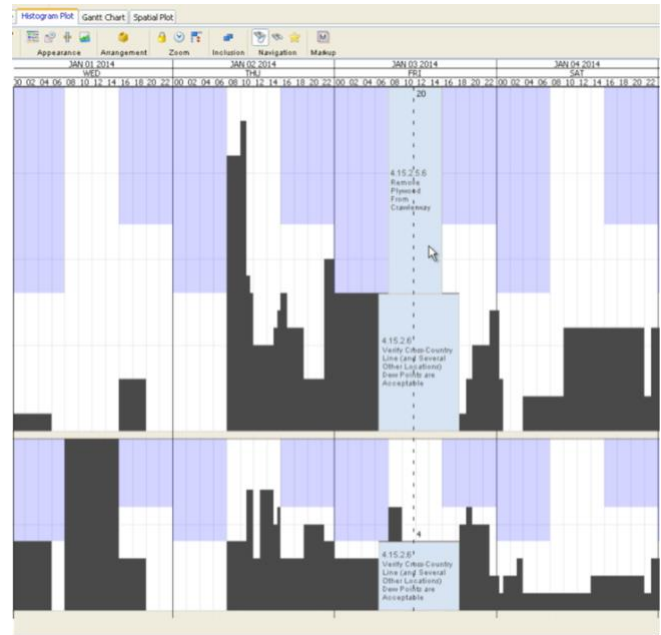 Histogram Plot Gantt Chart Spatial Plot
Appearance Arrangement Zoom Inclusion Navigation Markup
JAN 01 2014 JAN 02 2014 JAN 03 2014 JAN 04 2014
WED THU FRI SAT
00 02 04 06 08 10 12 14 16 18 20 22 00 02 04 06 08 10 12 14 16 18 20 22 00 02 04 06 08 10 12 14 16 18 20 22 00 02 04 06 08 10 12 14 16 18 20 22
20
4.15.2.5.6
Remove
Plywood
From
Crawlerway
4.15.2.6
Verify Cross-Country
Line (and Several
Other Locations)
Dew Points are
Acceptable
4
4.15.2.6
Verify Cross-Country
Line (and Several
Other Locations)
Dew Points are
Acceptable